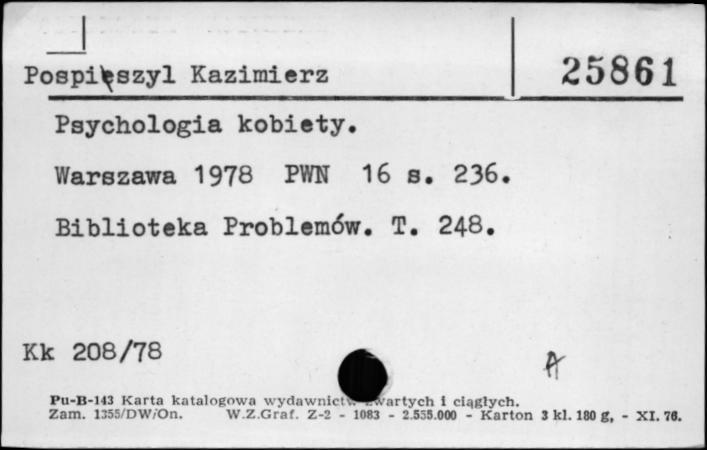 Pospieszyl Kazimierz
25861
Psychologia kobiety.
Warszawa 1978 PWN 16 s. 236.
Biblioteka Problemów. T. 248.
Kk 208/78
A
Pu-B-143 Karta katalogowa wydawnictw zwartych i ciągłych.
Zam. 1355/DW/On. W.Z.Graf. Z-2 - 1083 - 2.555.000 - Karton 3 kl. 180 g, - XI. 76.